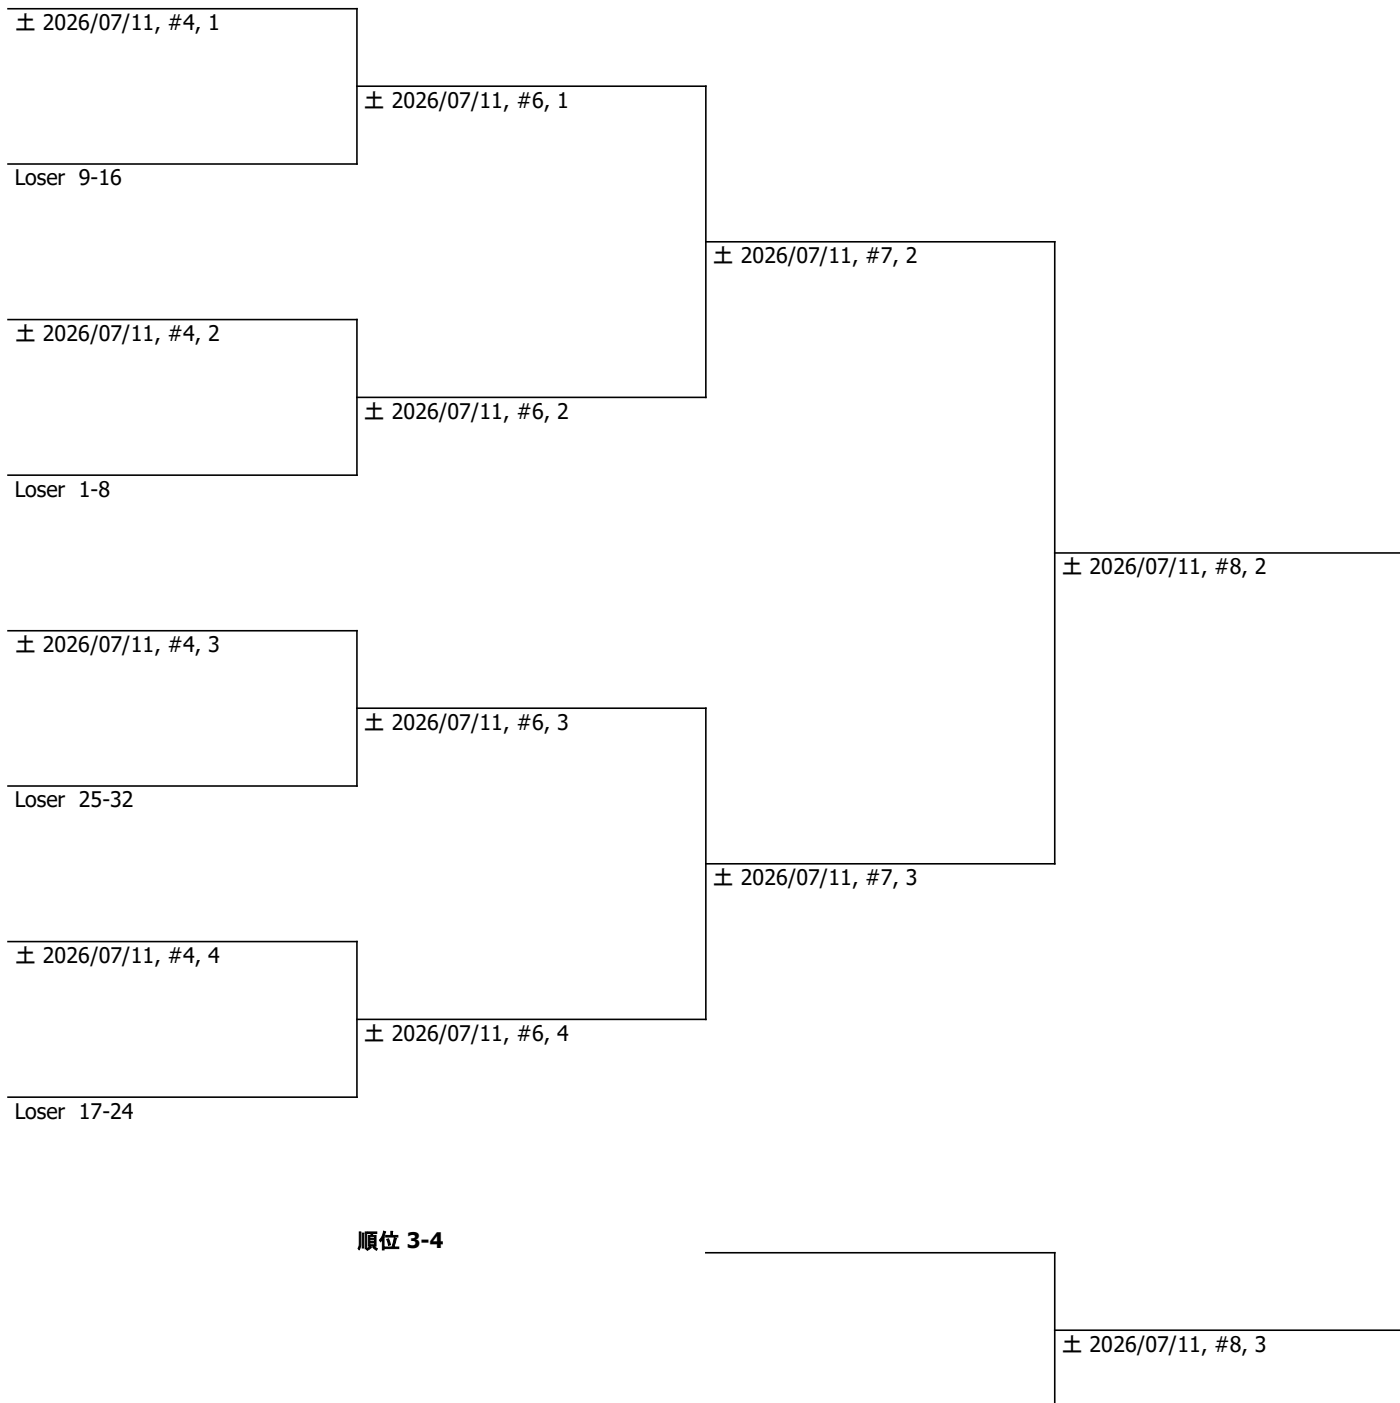 土 2026/07/11, #4, 1
土 2026/07/11, #6, 1
Loser 9-16
土 2026/07/11, #7, 2
土 2026/07/11, #4, 2
土 2026/07/11, #6, 2
Loser 1-8
土 2026/07/11, #8, 2
土 2026/07/11, #4, 3
土 2026/07/11, #6, 3
Loser 25-32
土 2026/07/11, #7, 3
土 2026/07/11, #4, 4
土 2026/07/11, #6, 4
Loser 17-24
順位 3-4
土 2026/07/11, #8, 3